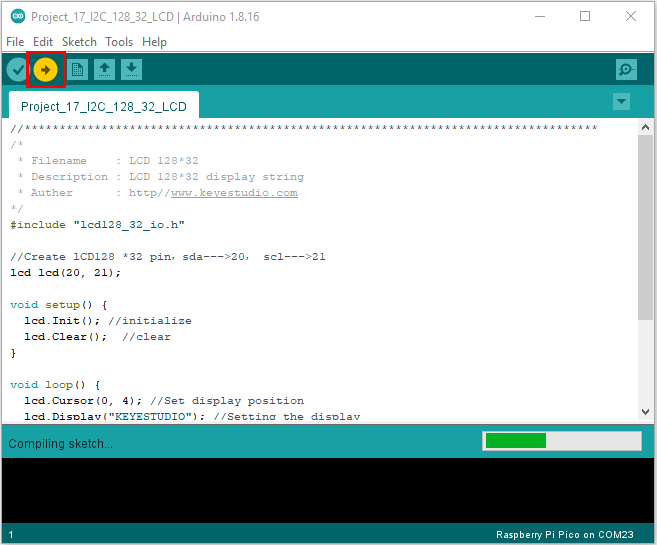 Project_17_I2C_128_32_LCD | Arduino 1.8.16
File Edit Sketch Tools Help
Project_17_I2C_128_32_LCD
//**********************************************************************************
/*
 * Filename    : LCD 128*32
 * Description : LCD 128*32 display string
 * Auther      : http//www.keyestudio.com
*/
#include "lcd128_32_io.h"
//Create lCD128 *32 pin，sda--->20， scl--->21
lcd lcd(20, 21);
void setup() {
  lcd.Init(); //initialize
  lcd.Clear();  //clear
}
void loop() {
  lcd.Cursor(0, 4); //Set display position
  lcd.Display("KEYESTUDIO"); //Setting the display
Compiling sketch...
1
Raspberry Pi Pico on COM23